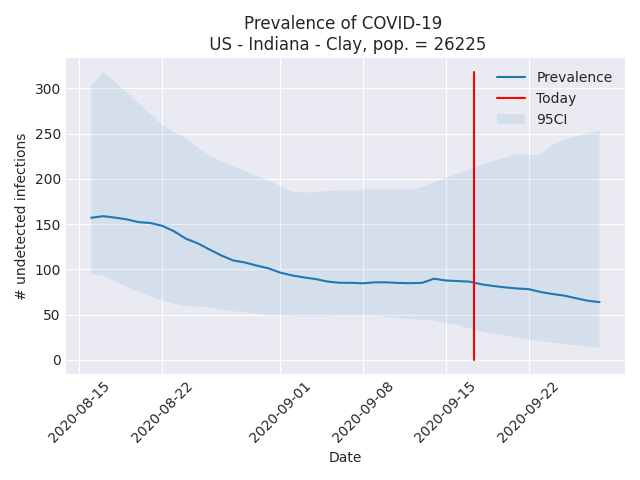 Prevalence of COVID-19
US - Indiana - Clay, pop. = 26225
Prevalence
Today
95CI
# undetected infections
300
250
200
150
100
50
0
2020-08-15
2020-08-22
2020-09-01
2020-09-08
2020-09-15
2020-09-22
Date